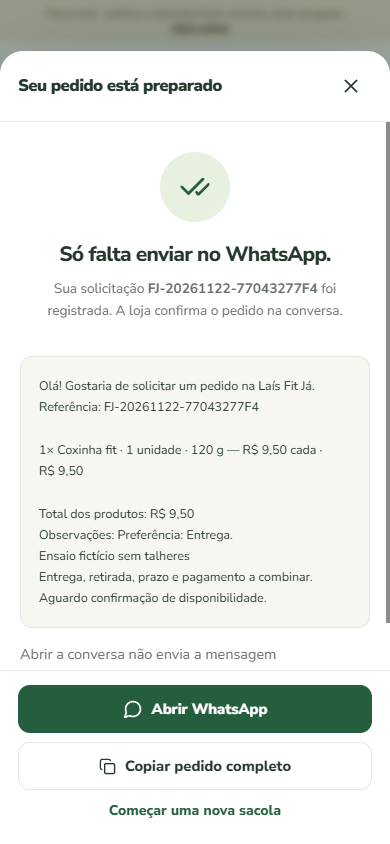 Seu pedido está preparado
Só falta enviar no WhatsApp.
Sua solicitação FJ-20261122-77043277F4 foi
registrada. A loja confirma o pedido na conversa.
Olá! Gostaria de solicitar um pedido na Laís Fit Já.
Referência: FJ-20261122-77043277F4
1× Coxinha fit · 1 unidade · 120 g — R$ 9,50 cada ·
R$ 9,50
Total dos produtos: R$ 9,50
Observações: Preferência: Entrega.
Ensaio fictício sem talheres
Entrega, retirada, prazo e pagamento a combinar.
Aguardo confirmação de disponibilidade.
Abrir a conversa não envia a mensagem
Abrir WhatsApp
Copiar pedido completo
Começar uma nova sacola